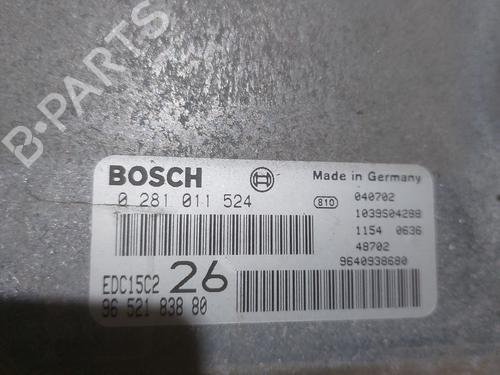 B-PARTS
BOSCH
Made in Germany
0 281 011 524
810
040702
1039S04288
1154 0636
48702
9640938680
EDC15C2 26
96 521 838 80